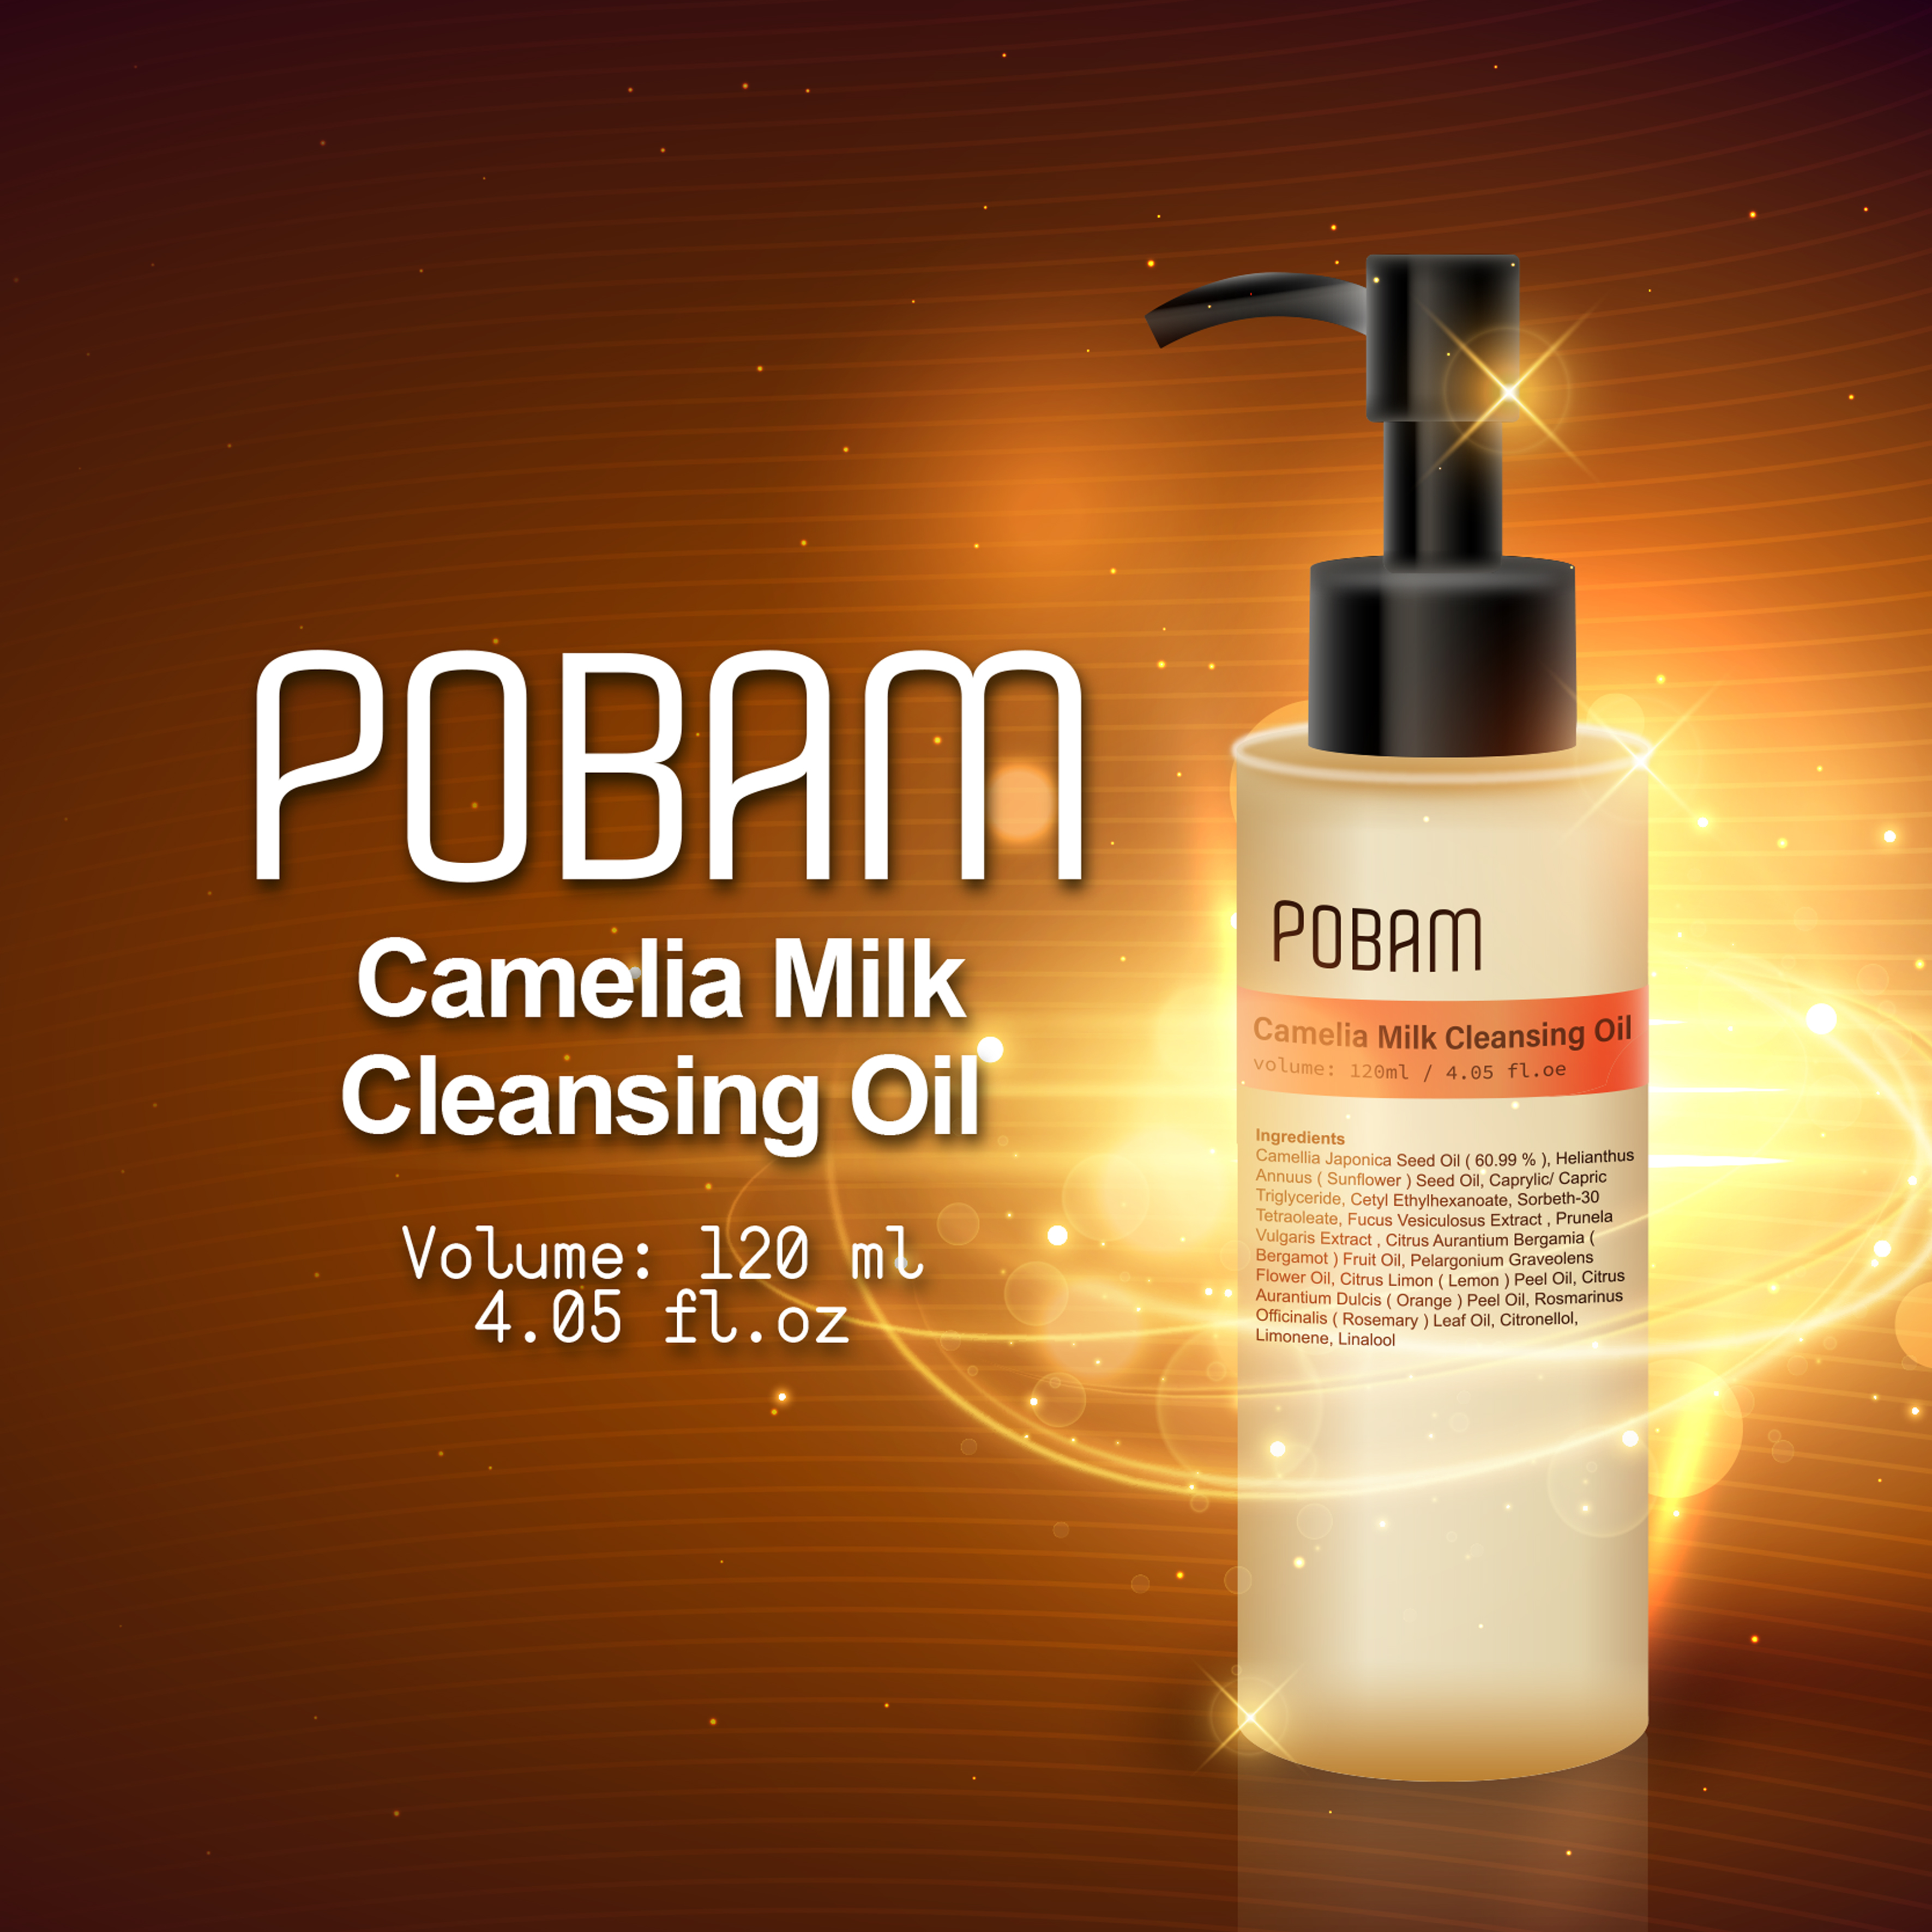 POBAM
Camelia Milk
Cleansing Oil
Volume: 120 ml
4.05 fl.oz
POBAM
Camelia Milk Cleansing Oil
volume: 120ml / 4.05 fl.oe
Ingredients
Camellia Japonica Seed Oil ( 60.99 % ), Helianthus
Annuus ( Sunflower ) Seed Oil, Caprylic/ Capric
Triglyceride, Cetyl Ethylhexanoate, Sorbeth-30
Tetraoleate, Fucus Vesiculosus Extract , Prunela
Vulgaris Extract , Citrus Aurantium Bergamia (
Bergamot ) Fruit Oil, Pelargonium Graveolens
Flower Oil, Citrus Limon ( Lemon ) Peel Oil, Citrus
Aurantium Dulcis ( Orange ) Peel Oil, Rosmarinus
Officinalis ( Rosemary ) Leaf Oil, Citronellol,
Limonene, Linalool